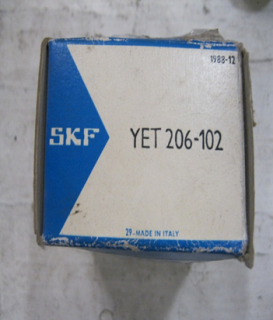 1988-12
SKF
YET 206-102
29-MADE IN ITALY